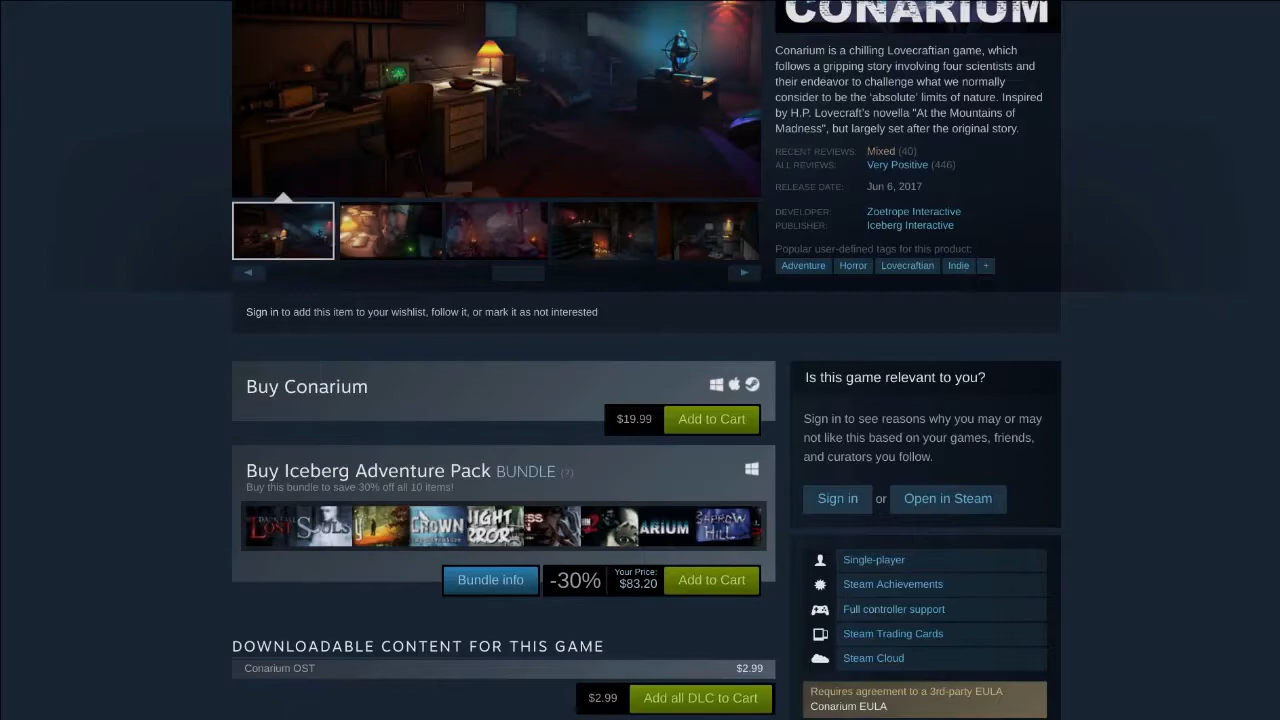 CONARIUM
Conarium is a chilling Lovecraftian game, which
follows a gripping story involving four scientists and
their endeavor to challenge what we normally
consider to be the 'absolute' limits of nature. Inspired
by H.P. Lovecraft's novella "At the Mountains of
Madness", but largely set after the original story.
RECENT REVIEWS: Mixed (40)
ALL REVIEWS: Very Positive (446)
RELEASE DATE: Jun 6, 2017
DEVELOPER: Zoetrope Interactive
PUBLISHER: Iceberg Interactive
Popular user-defined tags for this product:
Adventure Horror Lovecraftian Indie +
Sign in to add this item to your wishlist, follow it, or mark it as not interested
Buy Conarium
$19.99 Add to Cart
Buy Iceberg Adventure Pack BUNDLE (?)
Buy this bundle to save 30% off all 10 items!
LOST SOULS
CROWN
ARIUM
HILL
Bundle info -30% Your Price: $83.20 Add to Cart
DOWNLOADABLE CONTENT FOR THIS GAME
Conarium OST $2.99
$2.99 Add all DLC to Cart
Is this game relevant to you?
Sign in to see reasons why you may or may
not like this based on your games, friends,
and curators you follow.
Sign in or Open in Steam
Single-player
Steam Achievements
Full controller support
Steam Trading Cards
Steam Cloud
Requires agreement to a 3rd-party EULA
Conarium EULA